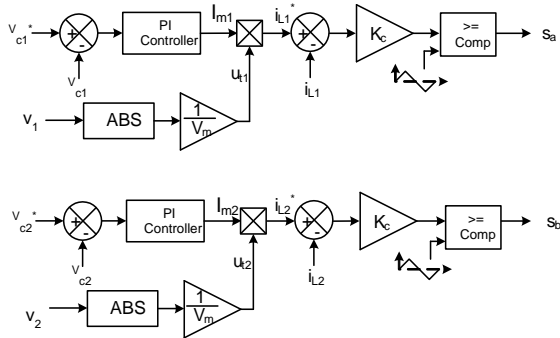 V c1*
+
-
V c1
PI Controller
I m1
i L1*
+
-
i L1
K c
>= Comp
s a
v 1
ABS
1 / V m
u t1
V c2*
+
-
V c2
PI Controller
I m2
i L2*
+
-
i L2
K c
>= Comp
s b
v 2
ABS
1 / V m
u t2